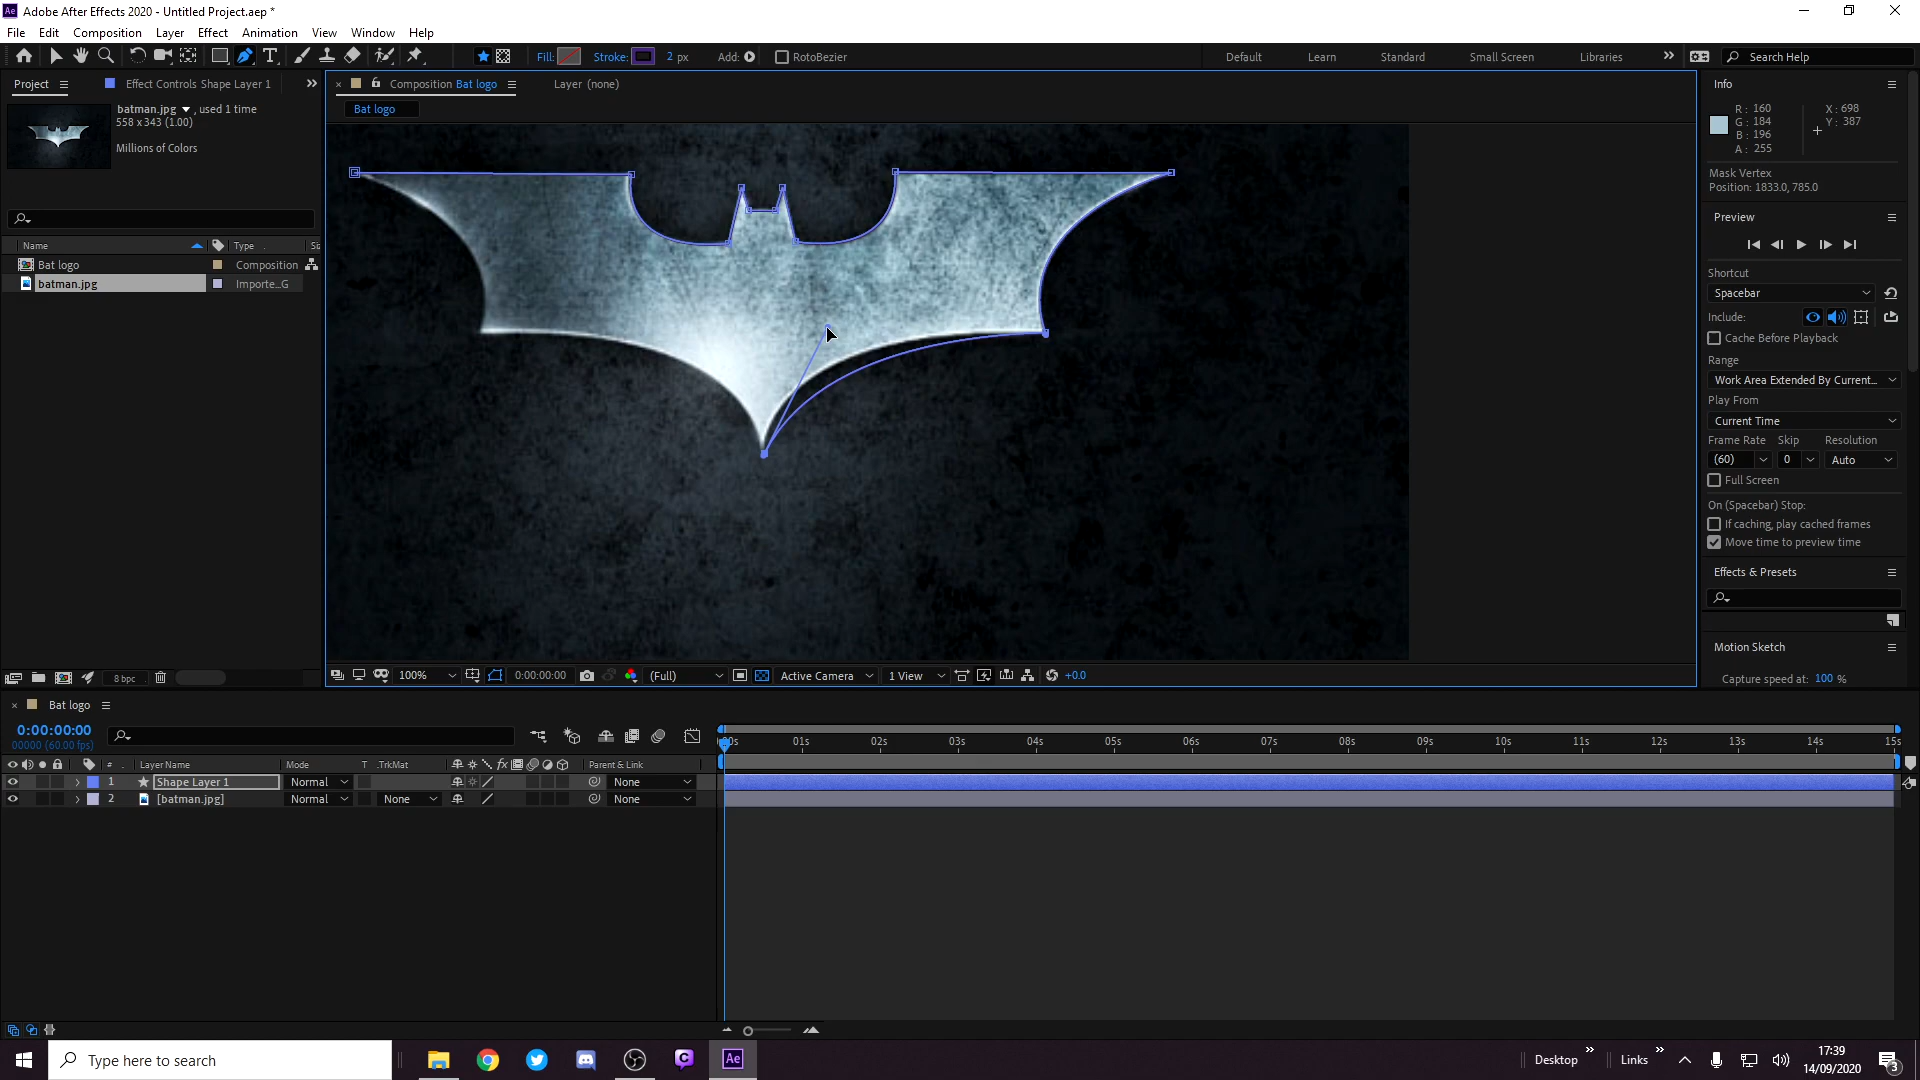 Adobe After Effects 2020 - Untitled Project.aep *
File Edit Composition Layer Effect Animation View Window Help
Fill: Stroke: 2 px Add: RotoBezier Default Learn Standard Small Screen Libraries Search Help
Project Effect Controls Shape Layer 1
batman.jpg , used 1 time
558 x 343 (1.00)
Millions of Colors
Name Type
Bat logo Composition
batman.jpg Importe...G
8 bpc
Composition Bat logo Layer (none)
Bat logo
100% 0:00:00:00 (Full) Active Camera 1 View +0.0
Info
R: 160 X: 698
G: 184 Y: 387
B: 196
A: 255
Mask Vertex
Position: 1833.0, 785.0
Preview
Shortcut
Spacebar
Include:
Cache Before Playback
Range
Work Area Extended By Current...
Play From
Current Time
Frame Rate Skip Resolution
(60) 0 Auto
Full Screen
On (Spacebar) Stop:
If caching, play cached frames
Move time to preview time
Effects & Presets
Motion Sketch
Capture speed at: 100 %
Bat logo
0:00:00:00
00000 (60.00 fps)
00s 01s 02s 03s 04s 05s 06s 07s 08s 09s 10s 11s 12s 13s 14s 15s
# Layer Name Mode T .TrkMat fx Parent & Link
1 Shape Layer 1 Normal None
2 [batman.jpg] Normal None None
Type here to search Ae Desktop Links 17:39
14/09/2020 3